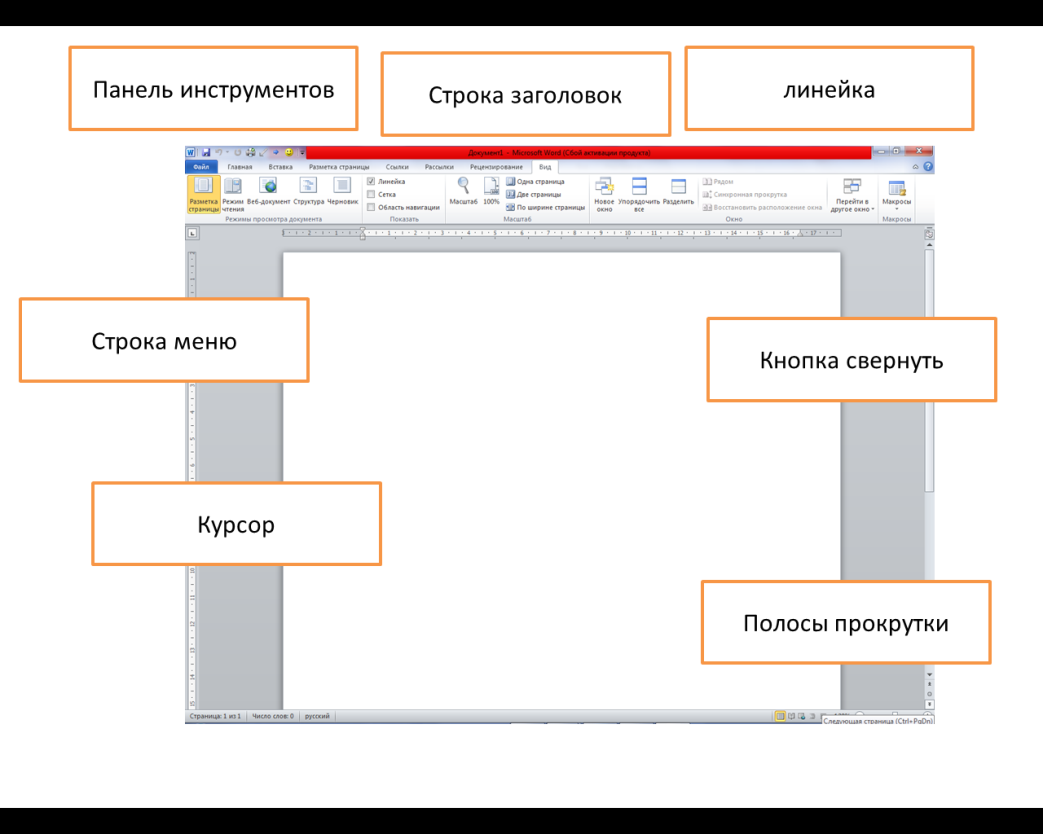 Панель инструментов
Строка заголовок
линейка
Документ1 - Microsoft Word (Сбой активации продукта)
Файл Главная Вставка Разметка страницы Ссылки Рассылки Рецензирование Вид
Разметка страницы
Режим чтения
Веб-документ
Структура
Черновик
Режимы просмотра документа
Линейка
Сетка
Область навигации
Показать
Масштаб
100%
Одна страница
Две страницы
По ширине страницы
Масштаб
Новое окно
Упорядочить все
Разделить
Рядом
Синхронная прокрутка
Восстановить расположение окна
Окно
Перейти в другое окно
Макросы
Макросы
Строка меню
Кнопка свернуть
Курсор
Полосы прокрутки
Страница: 1 из 1 Число слов: 0 русский
Следующая страница (Ctrl+PgDn)